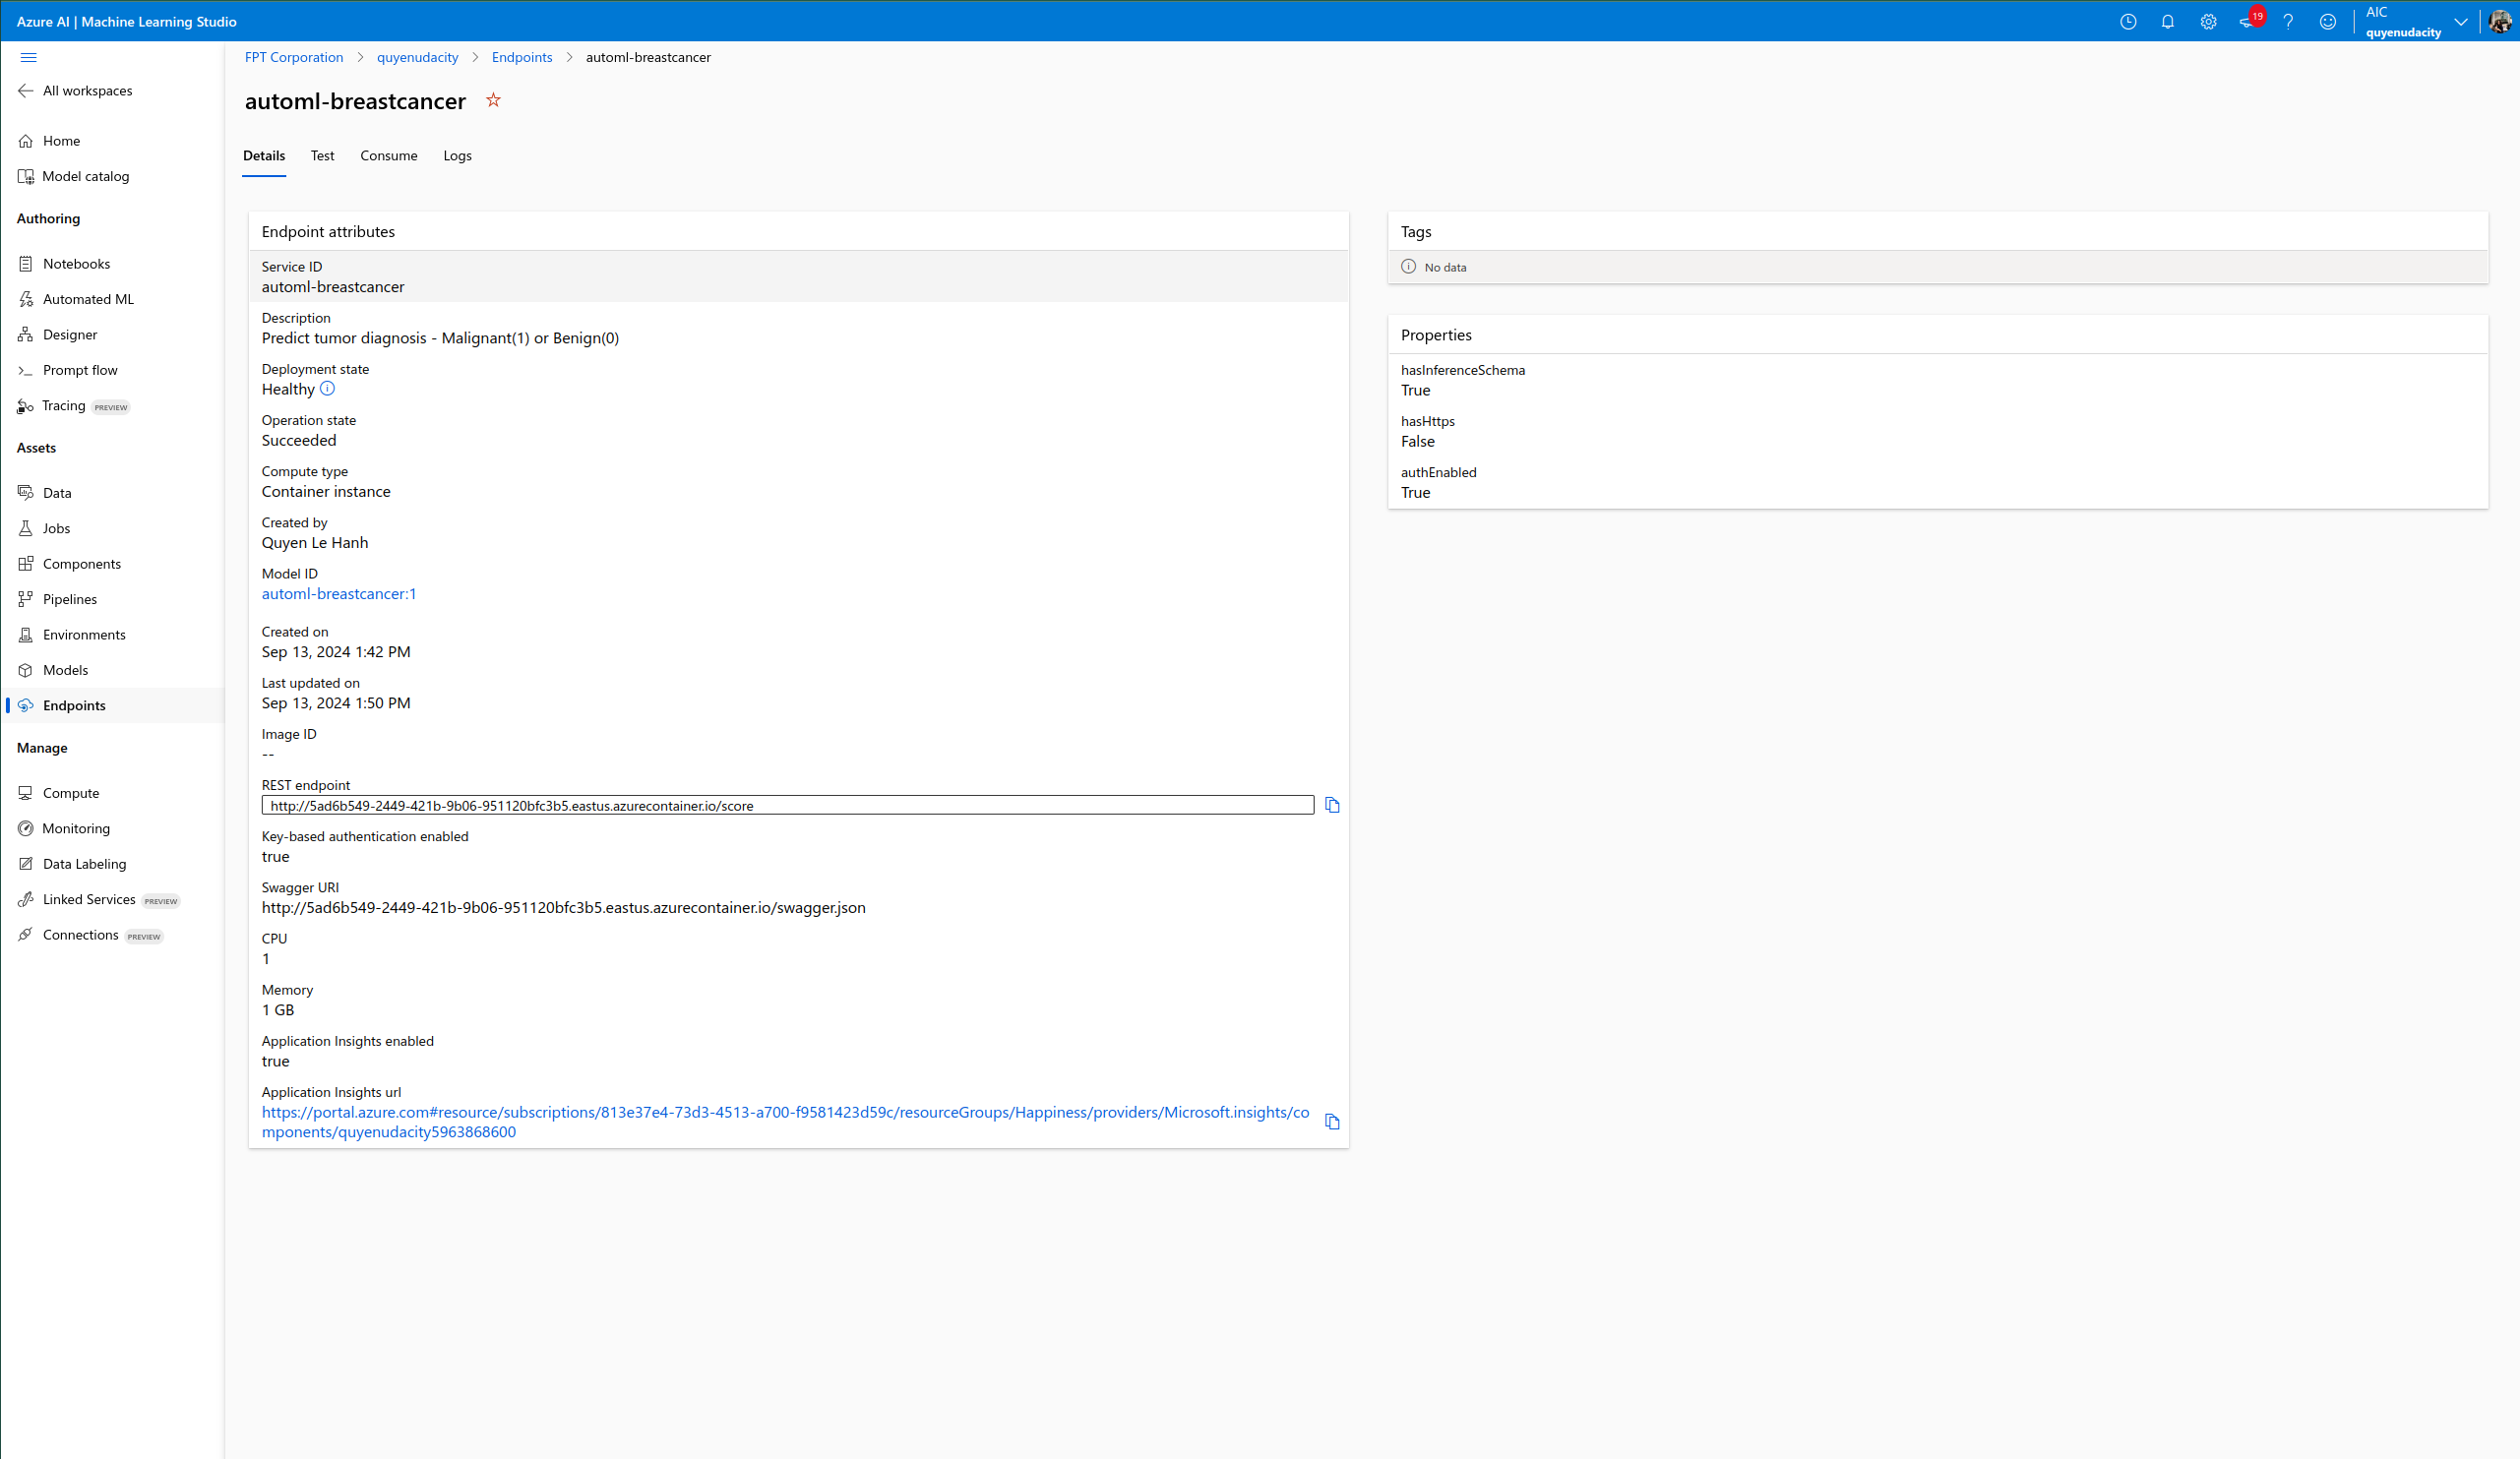 Azure AI | Machine Learning Studio
19
AIC
quyenudacity
All workspaces
Home
Model catalog
Authoring
Notebooks
Automated ML
Designer
Prompt flow
Tracing PREVIEW
Assets
Data
Jobs
Components
Pipelines
Environments
Models
Endpoints
Manage
Compute
Monitoring
Data Labeling
Linked Services PREVIEW
Connections PREVIEW
FPT Corporation > quyenudacity > Endpoints > automl-breastcancer
automl-breastcancer
Details Test Consume Logs
Endpoint attributes
Service ID
automl-breastcancer
Description
Predict tumor diagnosis - Malignant(1) or Benign(0)
Deployment state
Healthy
Operation state
Succeeded
Compute type
Container instance
Created by
Quyen Le Hanh
Model ID
automl-breastcancer:1
Created on
Sep 13, 2024 1:42 PM
Last updated on
Sep 13, 2024 1:50 PM
Image ID
--
REST endpoint
http://5ad6b549-2449-421b-9b06-951120bfc3b5.eastus.azurecontainer.io/score
Key-based authentication enabled
true
Swagger URI
http://5ad6b549-2449-421b-9b06-951120bfc3b5.eastus.azurecontainer.io/swagger.json
CPU
1
Memory
1 GB
Application Insights enabled
true
Application Insights url
https://portal.azure.com#resource/subscriptions/813e37e4-73d3-4513-a700-f9581423d59c/resourceGroups/Happiness/providers/Microsoft.insights/co
mponents/quyenudacity5963868600
Tags
No data
Properties
hasInferenceSchema
True
hasHttps
False
authEnabled
True